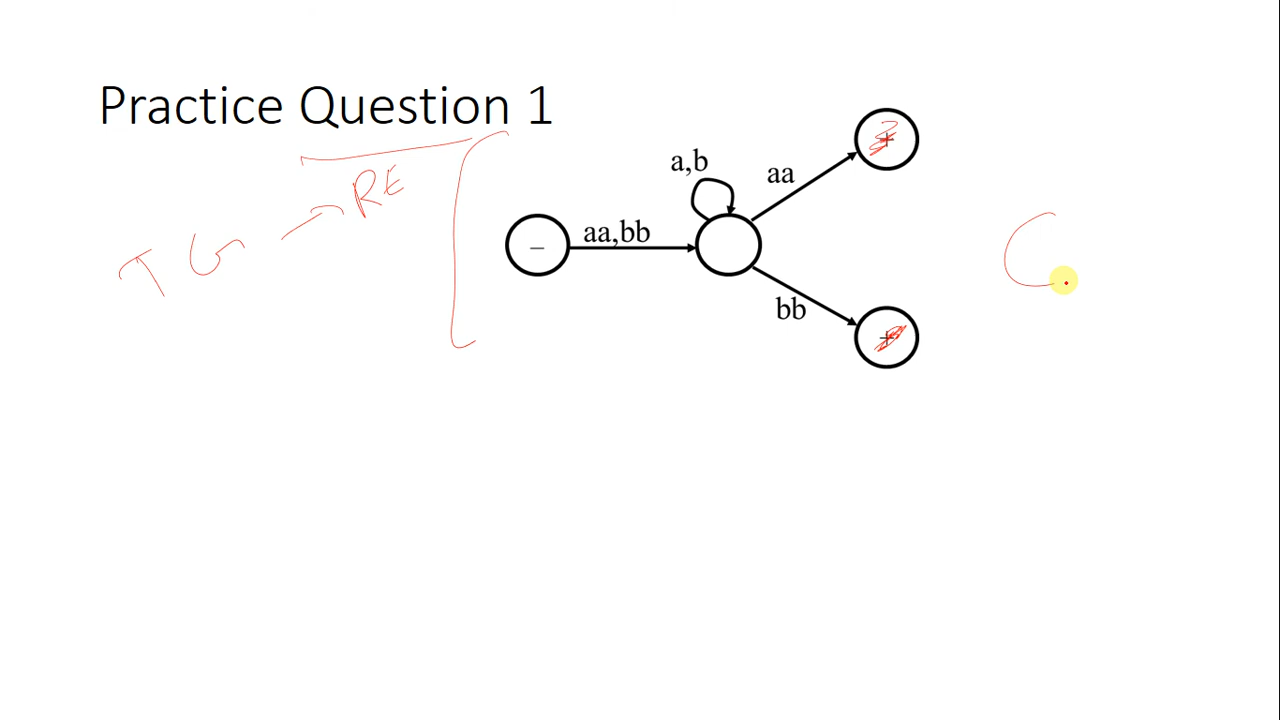 Practice Question 1
TG → RE
a,b
aa
+
–
aa,bb
bb
+